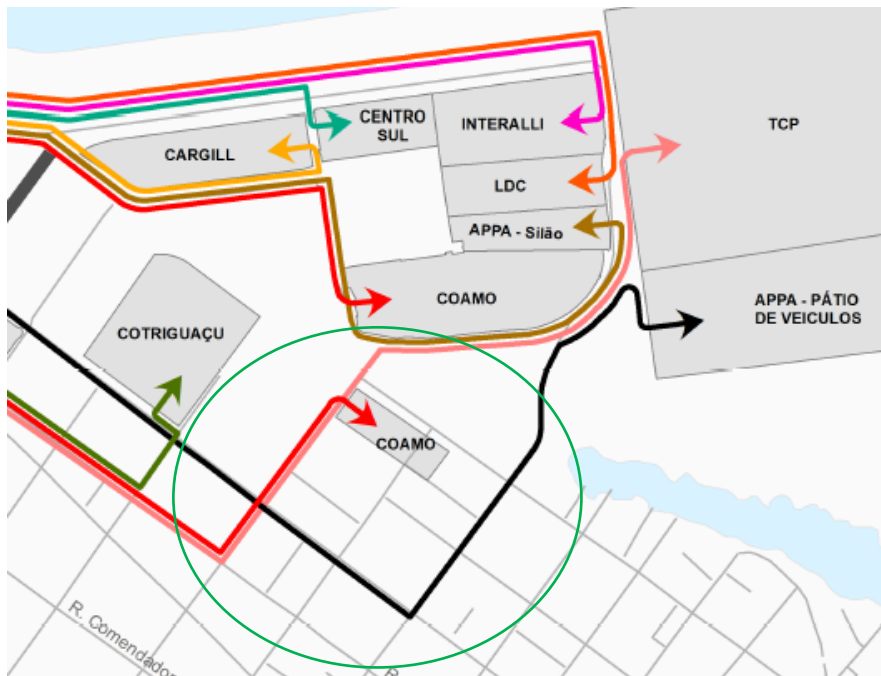 CENTRO
SUL
INTERALLI
TCP
CARGILL
LDC
APPA - Silão
COAMO
APPA - PÁTIO
DE VEICULOS
COTRIGUAÇU
COAMO
R. Comendador
R.